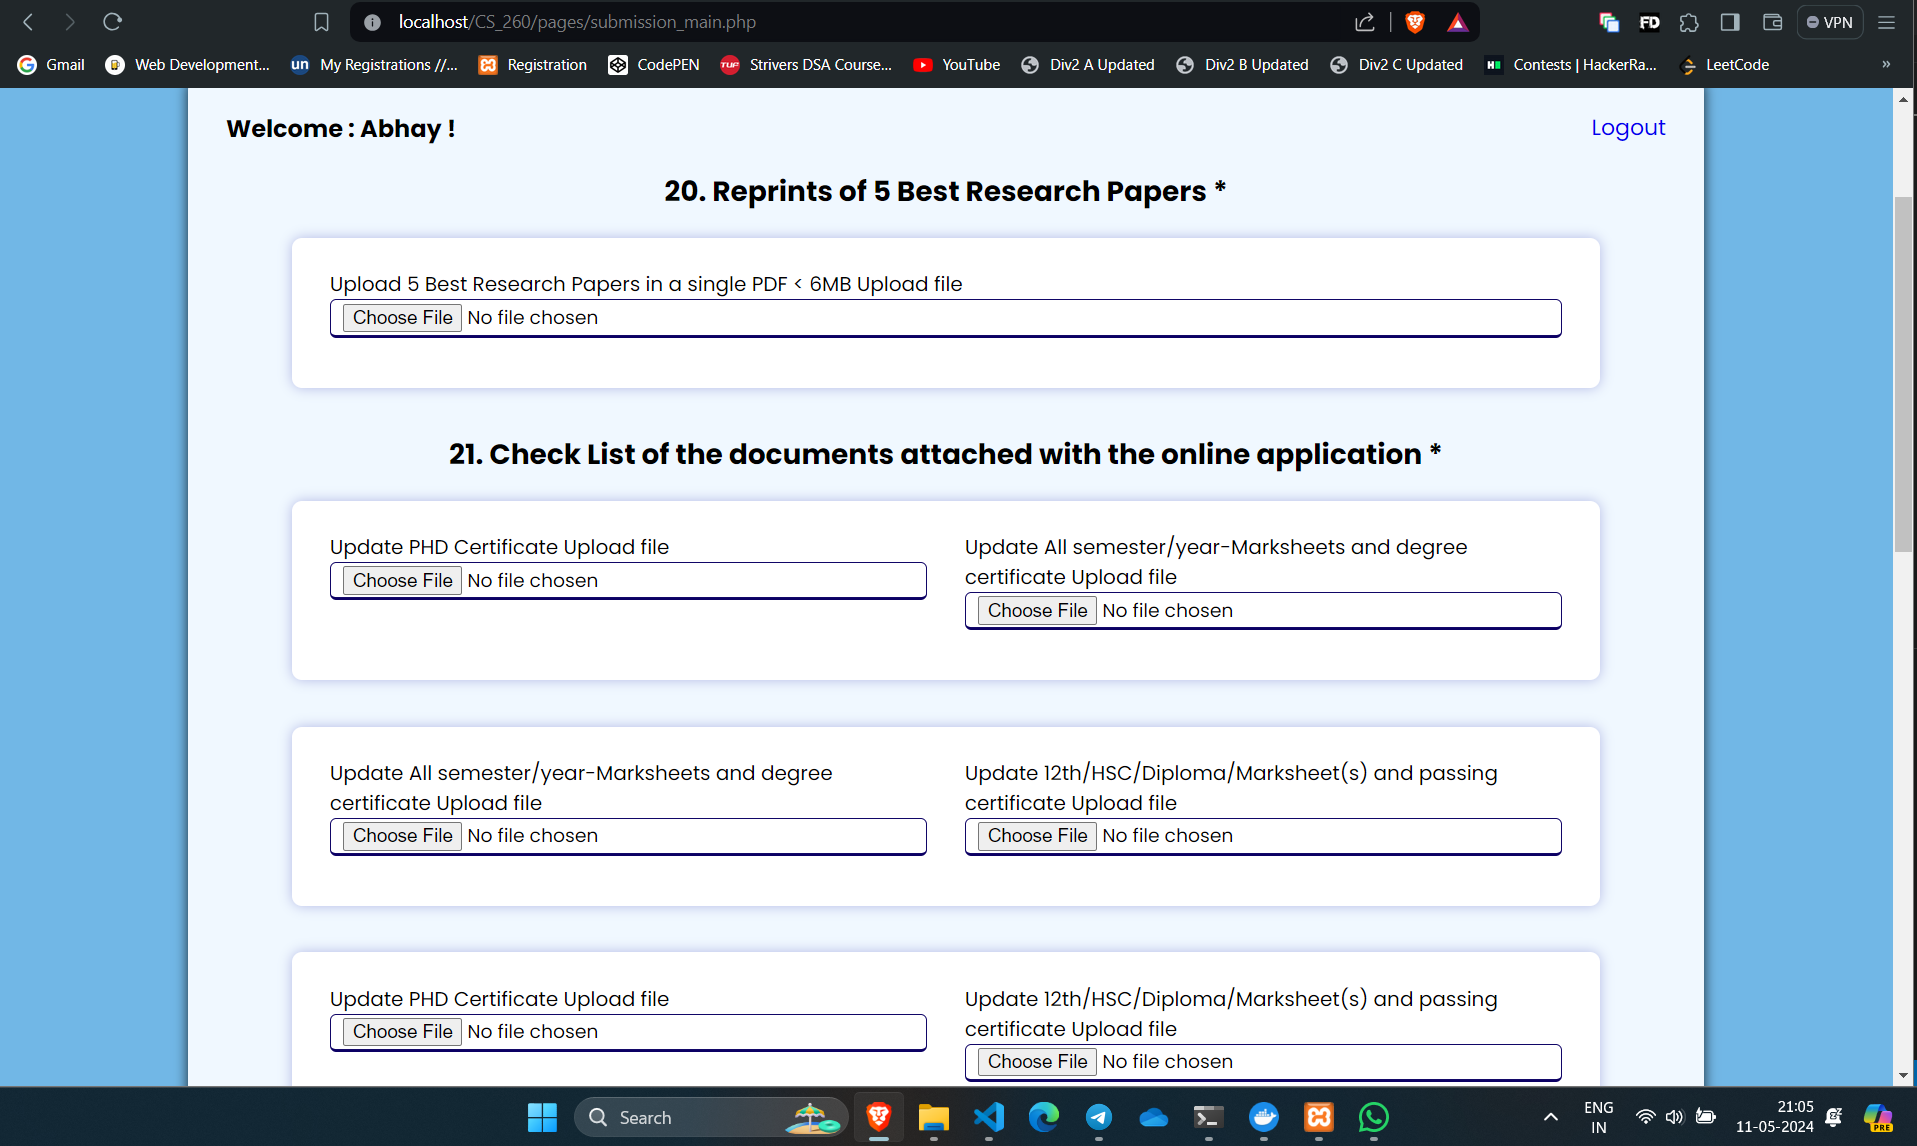 localhost/CS_260/pages/submission_main.php
FD
VPN
Gmail
Web Development...
un
My Registrations //...
Registration
CodePEN
TUF
Strivers DSA Course...
YouTube
Div2 A Updated
Div2 B Updated
Div2 C Updated
H
Contests | HackerRa...
LeetCode
»
Welcome : Abhay !
Logout
20. Reprints of 5 Best Research Papers *
Upload 5 Best Research Papers in a single PDF < 6MB Upload file
Choose File No file chosen
21. Check List of the documents attached with the online application *
Update PHD Certificate Upload file
Choose File No file chosen
Update All semester/year-Marksheets and degree
certificate Upload file
Choose File No file chosen
Update All semester/year-Marksheets and degree
certificate Upload file
Choose File No file chosen
Update 12th/HSC/Diploma/Marksheet(s) and passing
certificate Upload file
Choose File No file chosen
Update PHD Certificate Upload file
Choose File No file chosen
Update 12th/HSC/Diploma/Marksheet(s) and passing
certificate Upload file
Choose File No file chosen
Search
ENG
IN
21:05
11-05-2024
PRE